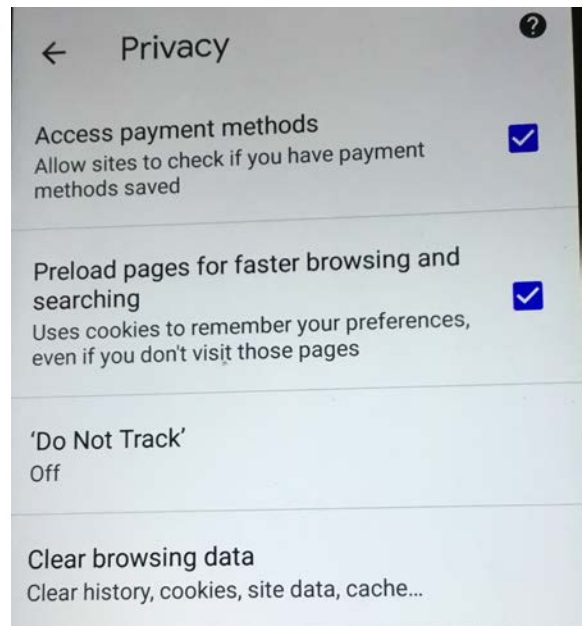 Privacy
?
Access payment methods
Allow sites to check if you have payment
methods saved
Preload pages for faster browsing and
searching
Uses cookies to remember your preferences,
even if you don't visit those pages
‘Do Not Track’
Off
Clear browsing data
Clear history, cookies, site data, cache...